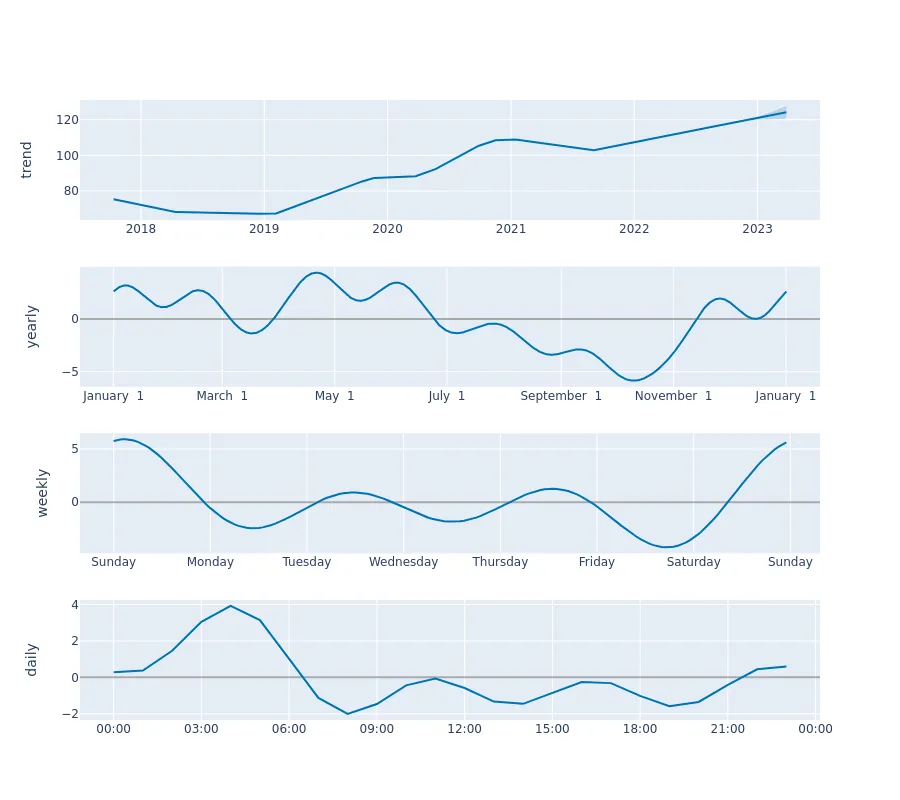 trend
120
100
80
2018 2019 2020 2021 2022 2023
yearly
0
−5
January 1 March 1 May 1 July 1 September 1 November 1 January 1
weekly
5
0
Sunday Monday Tuesday Wednesday Thursday Friday Saturday Sunday
daily
4
2
0
−2
00:00 03:00 06:00 09:00 12:00 15:00 18:00 21:00 00:00